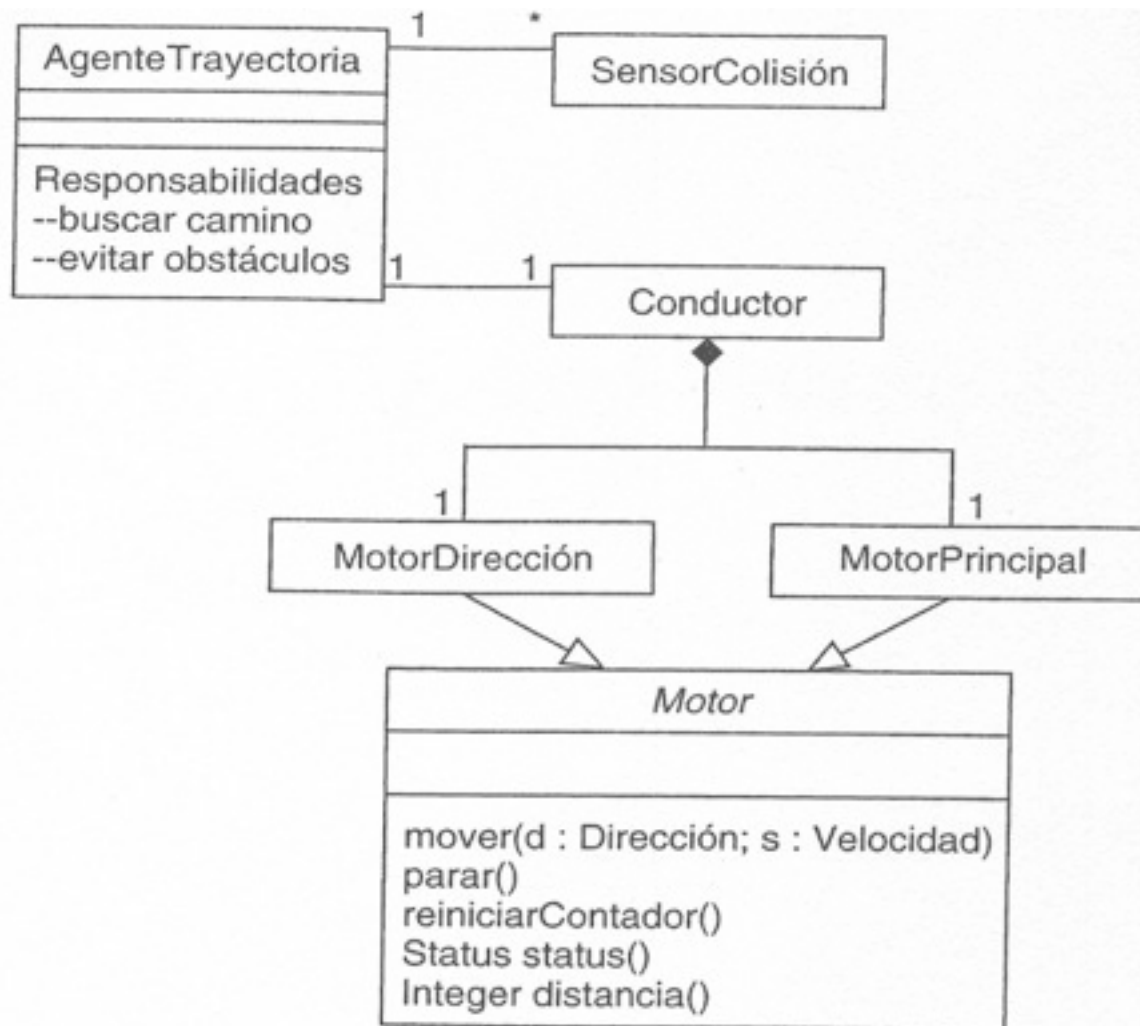 1 *
AgenteTrayectoria
SensorColisión
Responsabilidades
--buscar camino
--evitar obstáculos
1 1
Conductor
1 1
MotorDirección
MotorPrincipal
Motor
mover(d : Dirección; s : Velocidad)
parar()
reiniciarContador()
Status status()
Integer distancia()